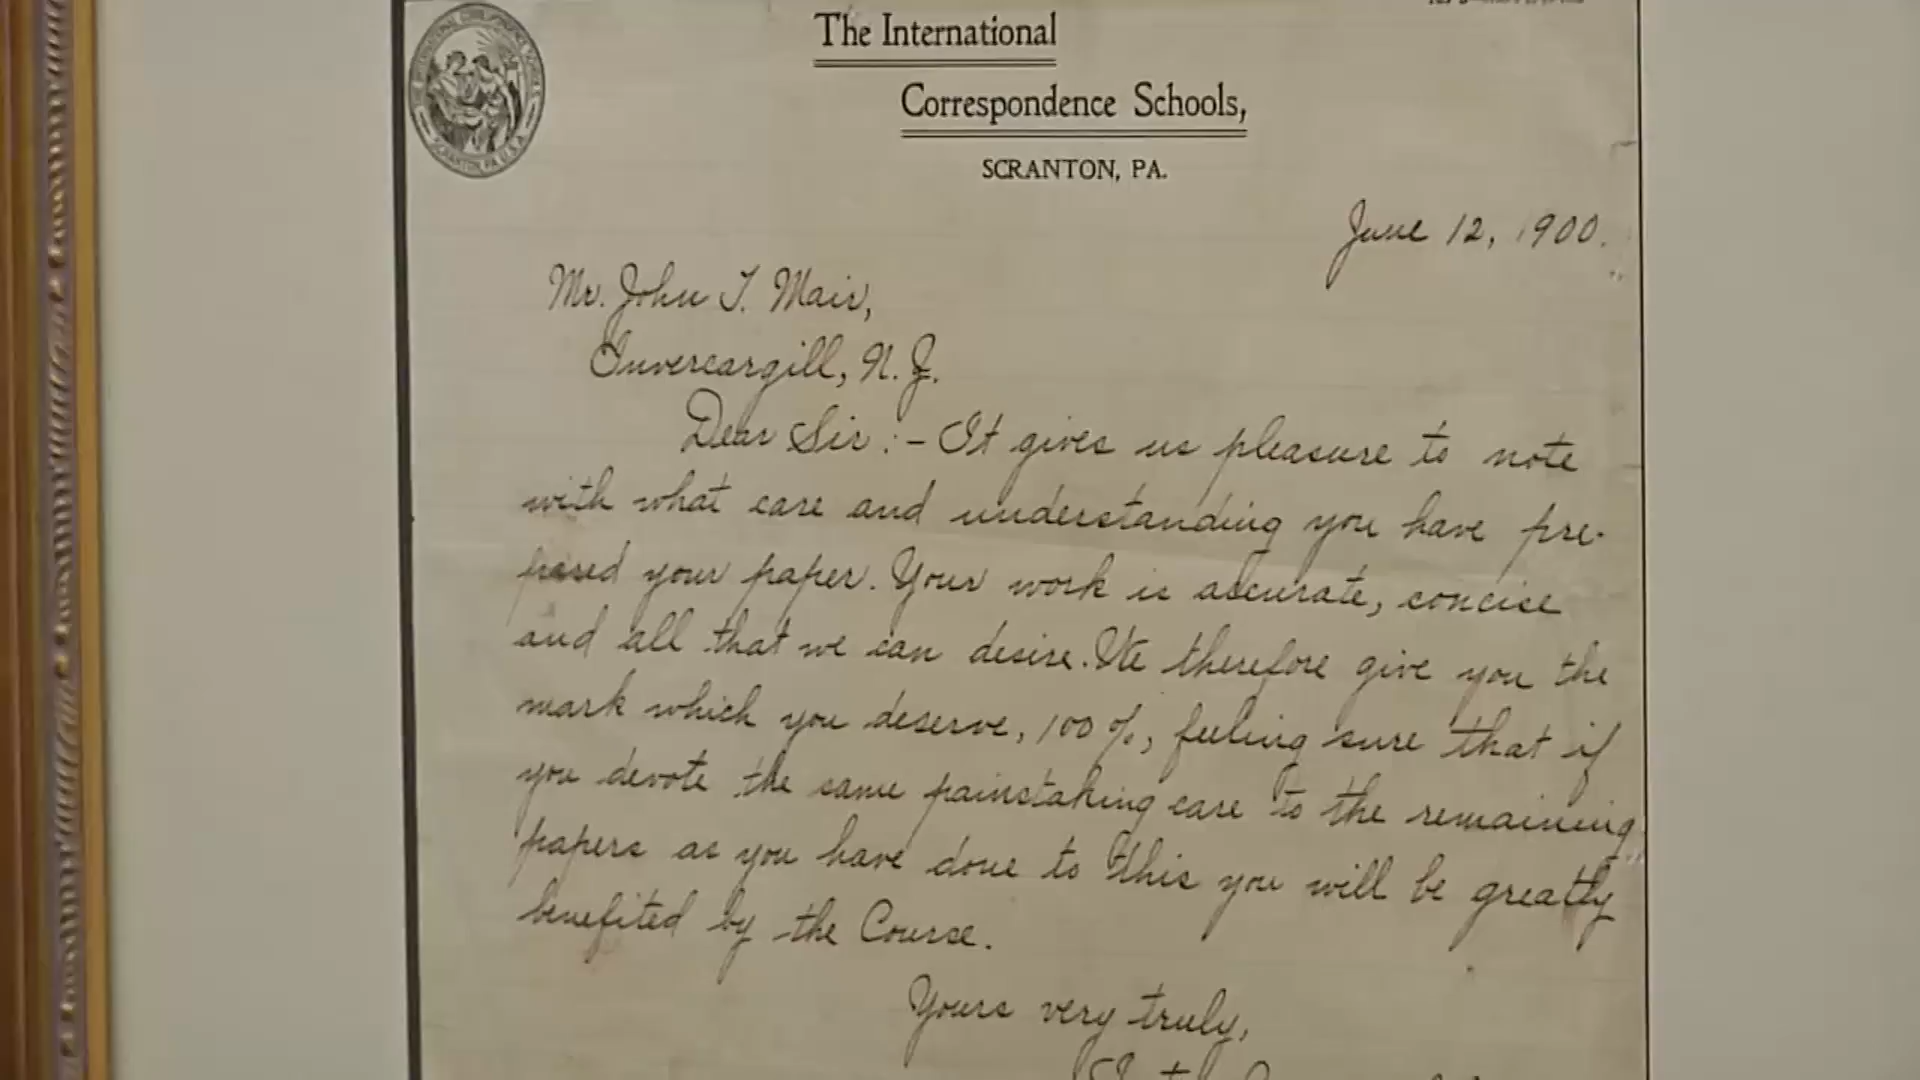 The International
Correspondence Schools,
SCRANTON, PA.
SCRANTON, PA. U.S.A.
June 12, 1900.
Mr. John T. Mair,
Invercargill, N.Z.
Dear Sir:- It gives us pleasure to note
with what care and understanding you have pre-
pared your paper. Your work is accurate, concise
and all that we can desire. We therefore give you the
mark which you deserve, 100%, feeling sure that if
you devote the same painstaking care to the remaining
papers as you have done to this you will be greatly
benefited by the Course.
Yours very truly,